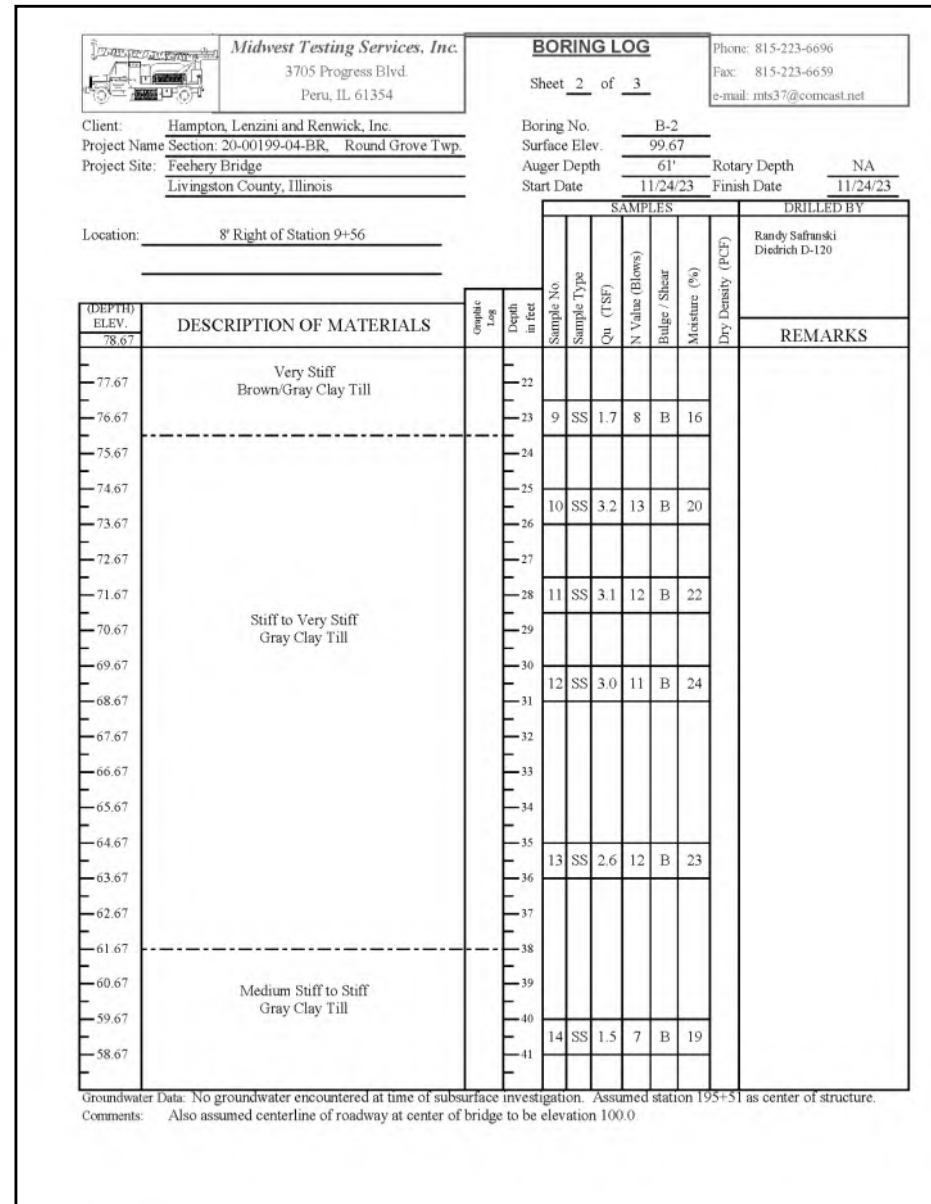 Midwest Testing Services, Inc.
3705 Progress Blvd.
Peru, IL 61354
BORING LOG
Sheet 2 of 3
Phone: 815-223-6696
Fax: 815-223-6659
e-mail: mts37@comcast.net
Client: Hampton, Lenzini and Renwick, Inc.
Project Name Section: 20-00199-04-BR, Round Grove Twp.
Project Site: Feehery Bridge
Livingston County, Illinois
Boring No. B-2
Surface Elev. 99.67
Auger Depth 61' Rotary Depth NA
Start Date 11/24/23 Finish Date 11/24/23
Location: 8' Right of Station 9+56
SAMPLES
DRILLED BY
Randy Safranski
Diedrich D-120
(DEPTH)
ELEV.
78.67
DESCRIPTION OF MATERIALS
Graphic
Log
Depth
in feet
Sample No.
Sample Type
Qu (TSF)
N Value (Blows)
Bulge / Shear
Moisture (%)
Dry Density (PCF)
REMARKS
Very Stiff
Brown/Gray Clay Till
77.67 22
76.67 23 9 SS 1.7 8 B 16
75.67 24
74.67 25
10 SS 3.2 13 B 20
73.67 26
72.67 27
71.67 28 11 SS 3.1 12 B 22
Stiff to Very Stiff
Gray Clay Till
70.67 29
69.67 30
12 SS 3.0 11 B 24
68.67 31
67.67 32
66.67 33
65.67 34
64.67 35
13 SS 2.6 12 B 23
63.67 36
62.67 37
61.67 38
60.67 39
Medium Stiff to Stiff
Gray Clay Till
59.67 40
14 SS 1.5 7 B 19
58.67 41
Groundwater Data: No groundwater encountered at time of subsurface investigation. Assumed station 195+51 as center of structure.
Comments: Also assumed centerline of roadway at center of bridge to be elevation 100.0